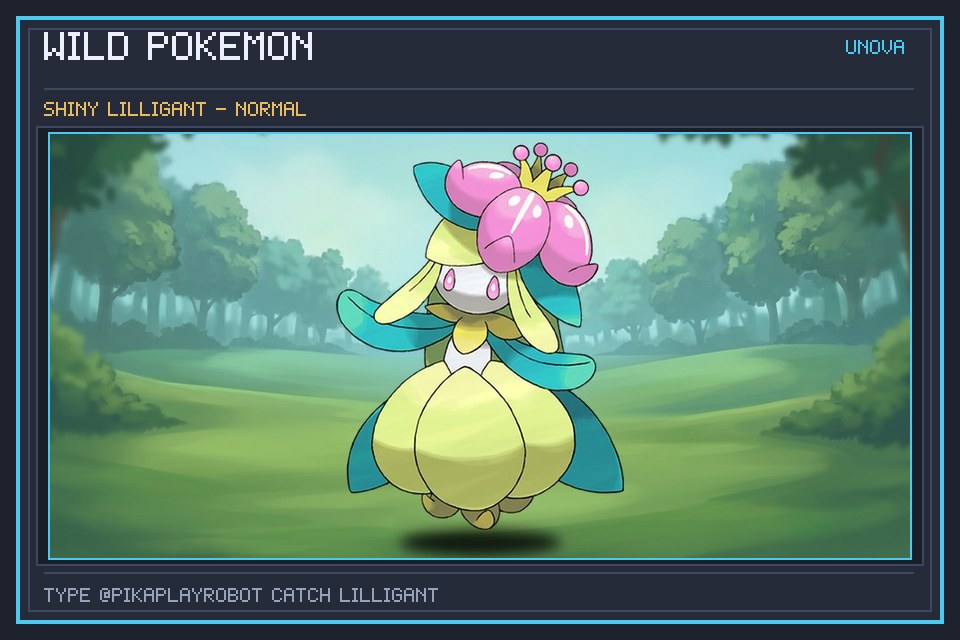 WILD POKEMON
UNOVA
SHINY LILLIGANT - NORMAL
TYPE @PIKAPLAYROBOT CATCH LILLIGANT